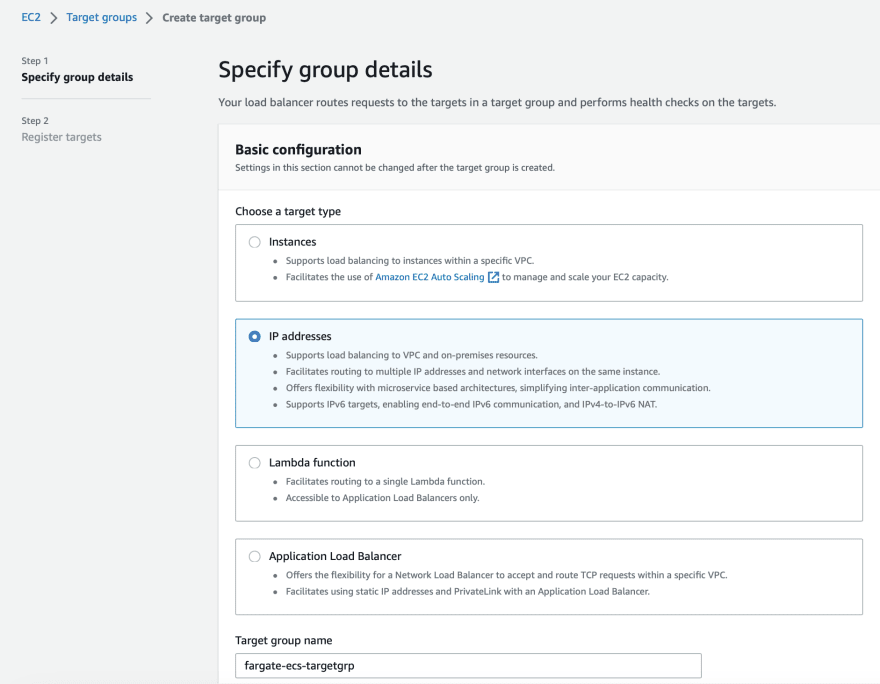 EC2 > Target groups > Create target group
Step 1
Specify group details
Step 2
Register targets
Specify group details
Your load balancer routes requests to the targets in a target group and performs health checks on the targets.
Basic configuration
Settings in this section cannot be changed after the target group is created.
Choose a target type
Instances
• Supports load balancing to instances within a specific VPC.
• Facilitates the use of Amazon EC2 Auto Scaling to manage and scale your EC2 capacity.
IP addresses
• Supports load balancing to VPC and on-premises resources.
• Facilitates routing to multiple IP addresses and network interfaces on the same instance.
• Offers flexibility with microservice based architectures, simplifying inter-application communication.
• Supports IPv6 targets, enabling end-to-end IPv6 communication, and IPv4-to-IPv6 NAT.
Lambda function
• Facilitates routing to a single Lambda function.
• Accessible to Application Load Balancers only.
Application Load Balancer
• Offers the flexibility for a Network Load Balancer to accept and route TCP requests within a specific VPC.
• Facilitates using static IP addresses and PrivateLink with an Application Load Balancer.
Target group name
fargate-ecs-targetgrp